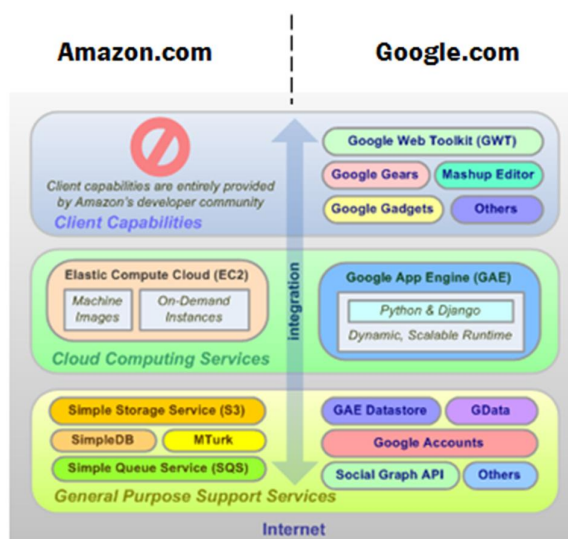 Amazon.com
Google.com
Client capabilities are entirely provided
by Amazon's developer community
Client Capabilities
Google Web Toolkit (GWT)
Google Gears
Mashup Editor
Google Gadgets
Others
integration
Elastic Compute Cloud (EC2)
Machine
Images
On-Demand
Instances
Cloud Computing Services
Google App Engine (GAE)
Python & Django
Dynamic, Scalable Runtime
Simple Storage Service (S3)
SimpleDB
MTurk
Simple Queue Service (SQS)
General Purpose Support Services
GAE Datastore
GData
Google Accounts
Social Graph API
Others
Internet